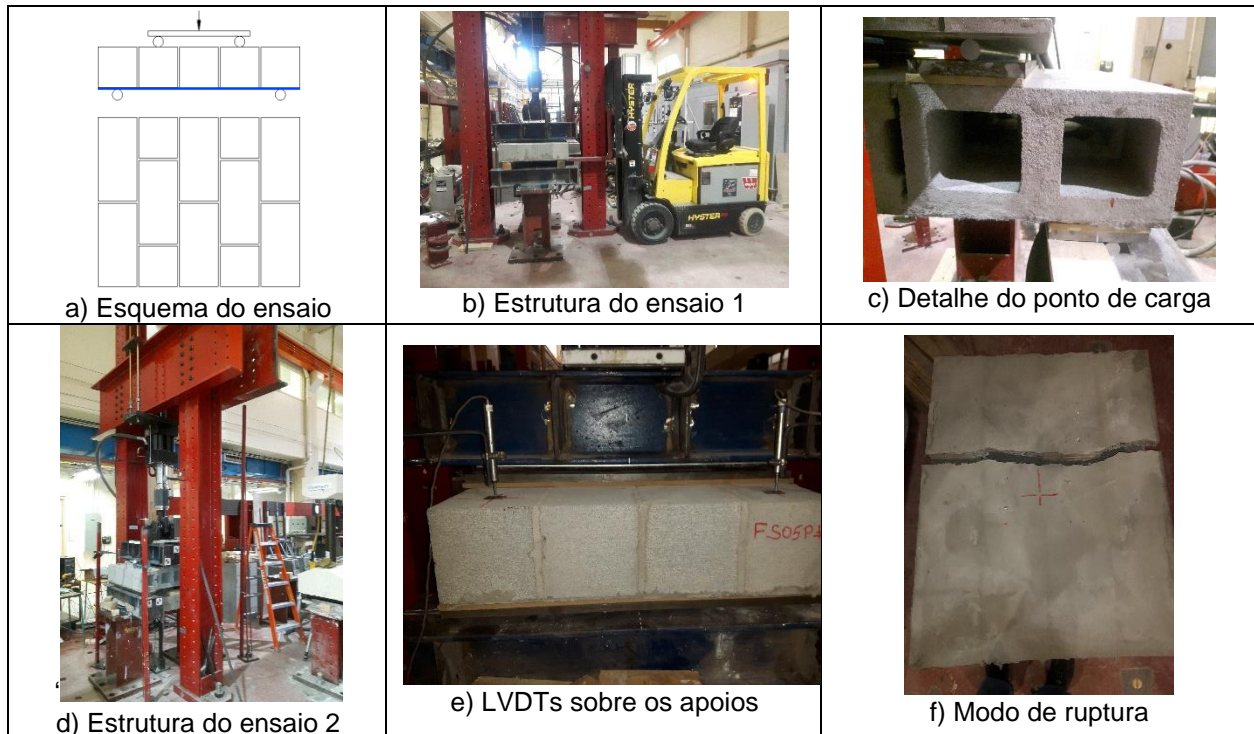 a) Esquema do ensaio
HYSTER
HYSTER
b) Estrutura do ensaio 1
c) Detalhe do ponto de carga
d) Estrutura do ensaio 2
FS05P
e) LVDTs sobre os apoios
f) Modo de ruptura